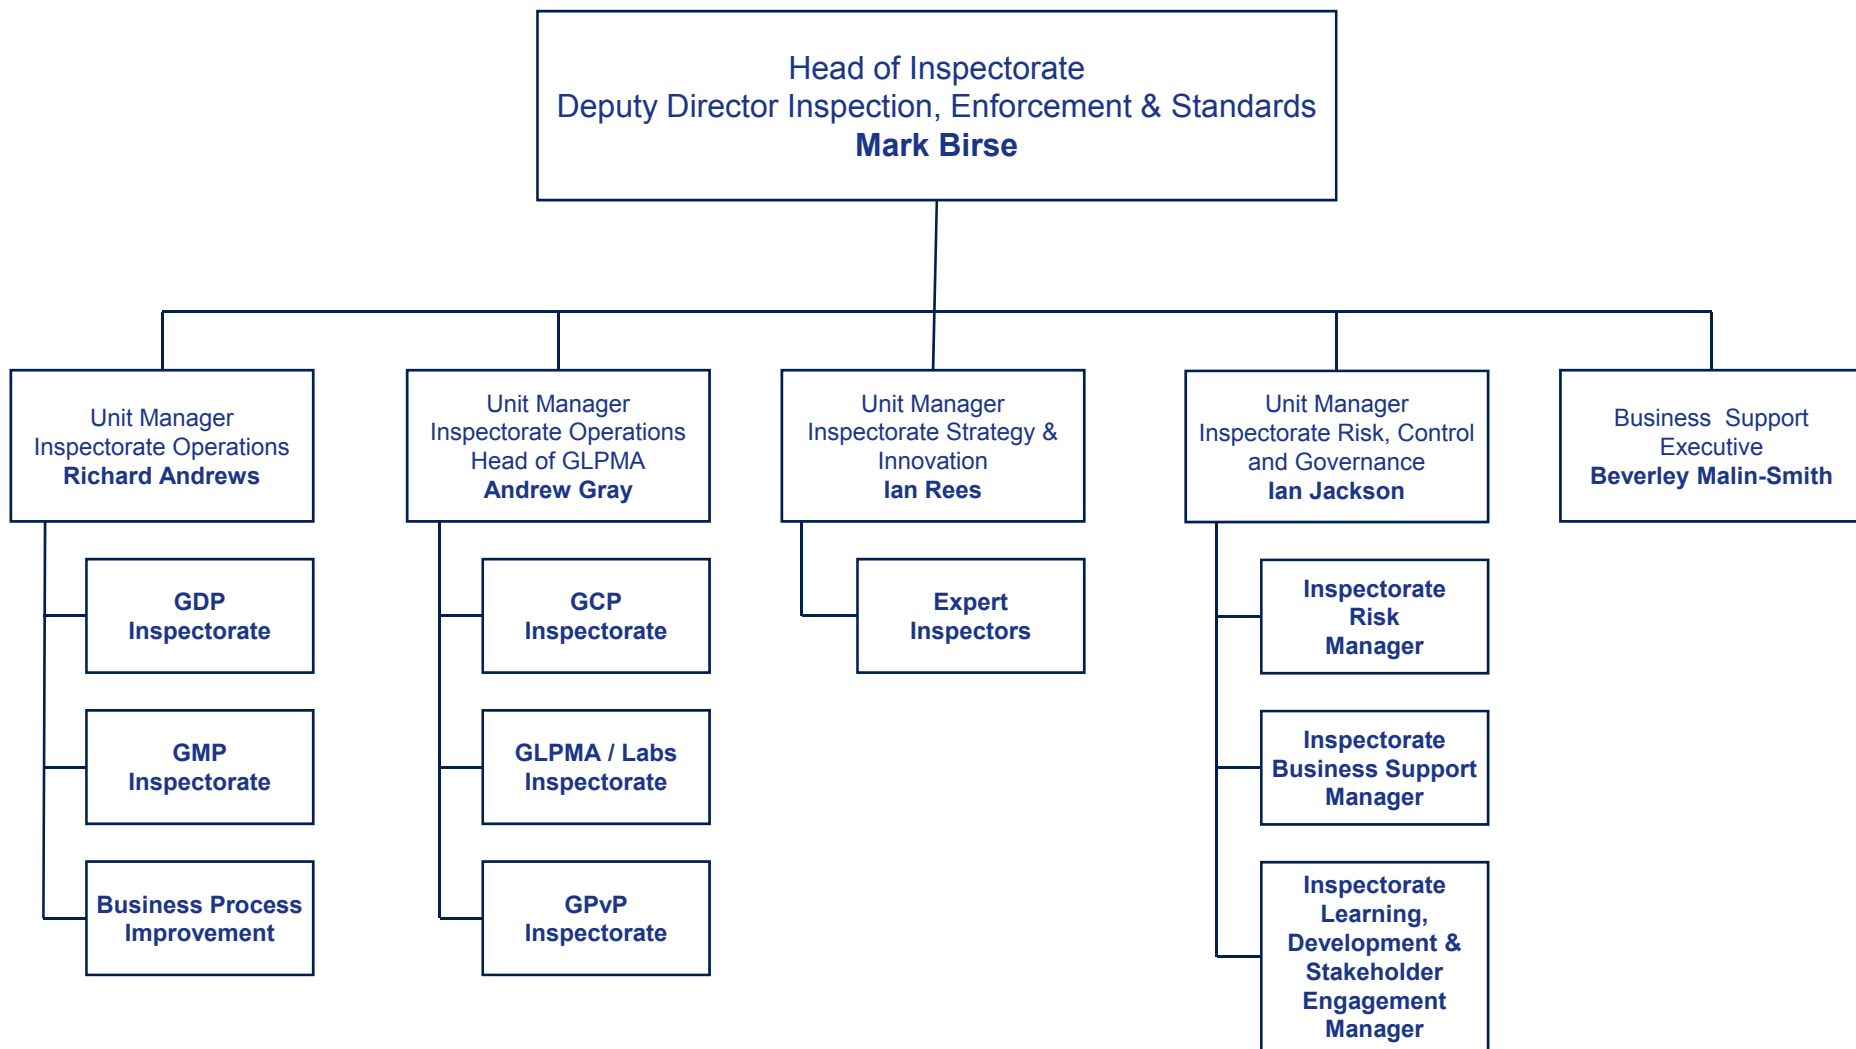 Head of Inspectorate
Deputy Director Inspection, Enforcement & Standards
Mark Birse
Unit Manager
Inspectorate Operations
Richard Andrews
Unit Manager
Inspectorate Operations
Head of GLPMA
Andrew Gray
Unit Manager
Inspectorate Strategy &
Innovation
Ian Rees
Unit Manager
Inspectorate Risk, Control
and Governance
Ian Jackson
Business Support
Executive
Beverley Malin-Smith
GDP
Inspectorate
GCP
Inspectorate
Expert
Inspectors
Inspectorate
Risk
Manager
GMP
Inspectorate
GLPMA / Labs
Inspectorate
Inspectorate
Business Support
Manager
Business Process
Improvement
GPvP
Inspectorate
Inspectorate
Learning,
Development &
Stakeholder
Engagement
Manager